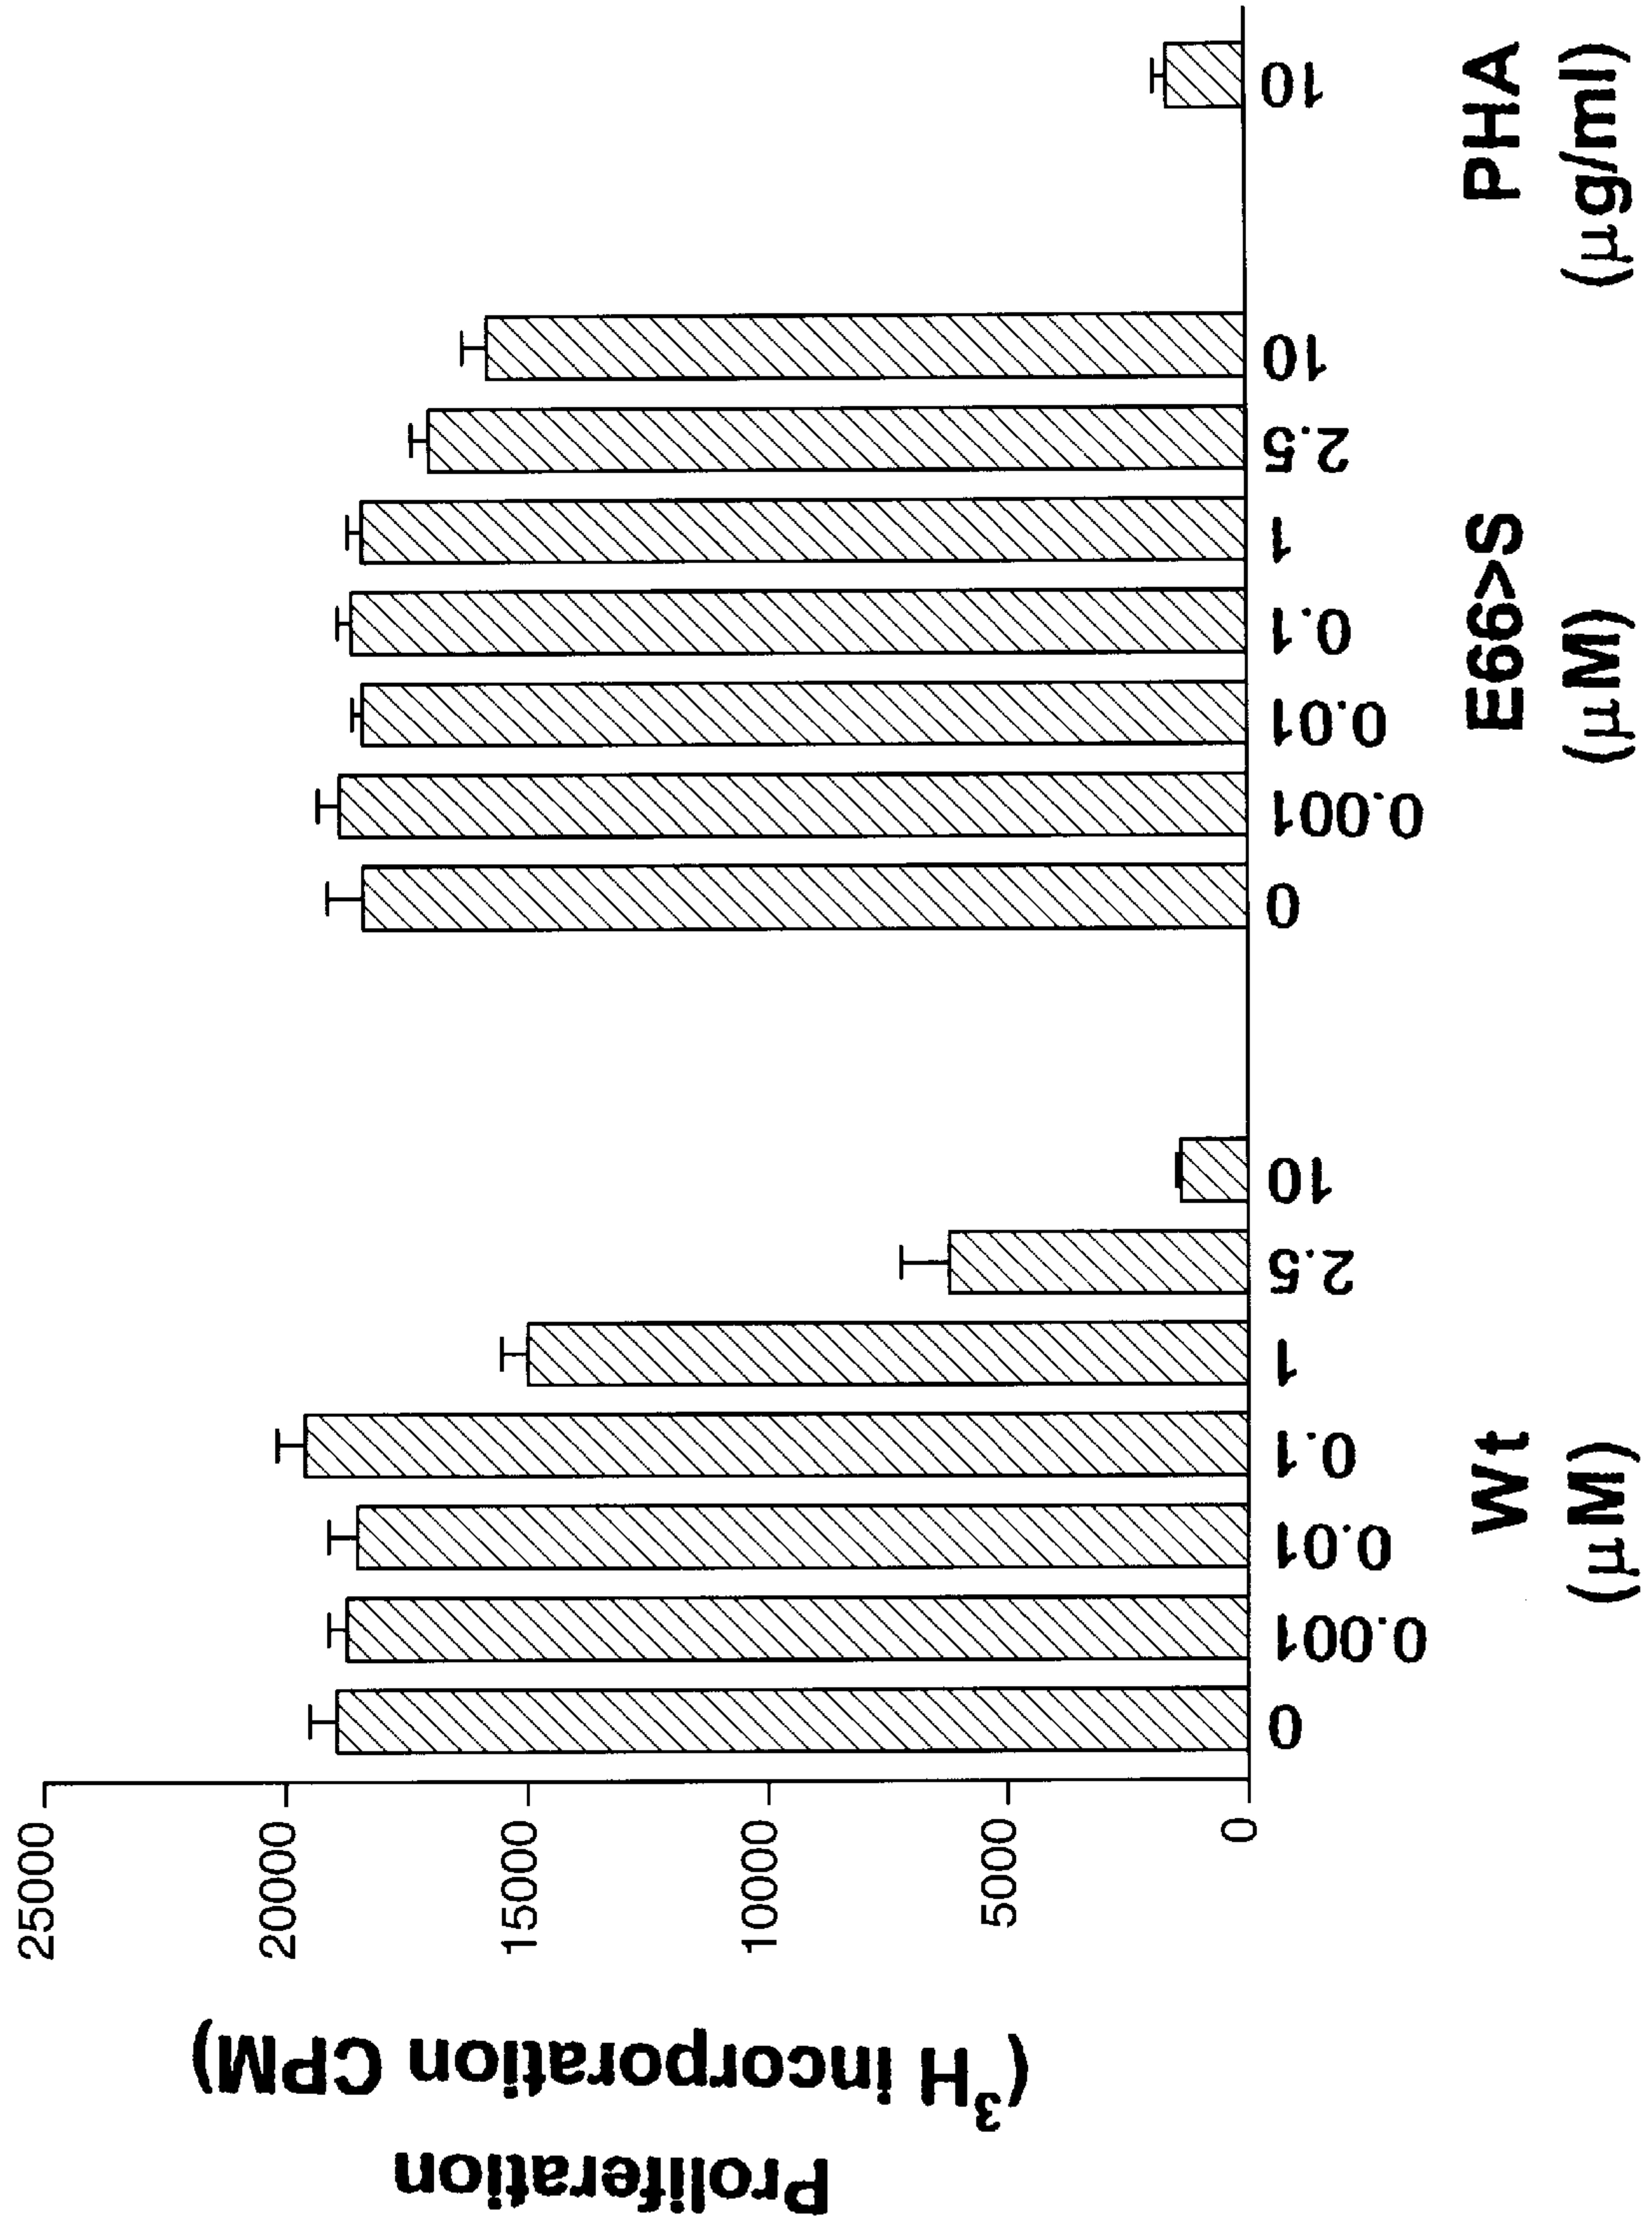 Proliferation
(³H incorporation CPM)
25000
20000
15000
10000
5000
0
0 0.001 0.01 0.1 1 2.5 10 0 0.001 0.01 0.1 1 2.5 10 10
Wt E66>S PHA
(μM) (μM) (μg/ml)